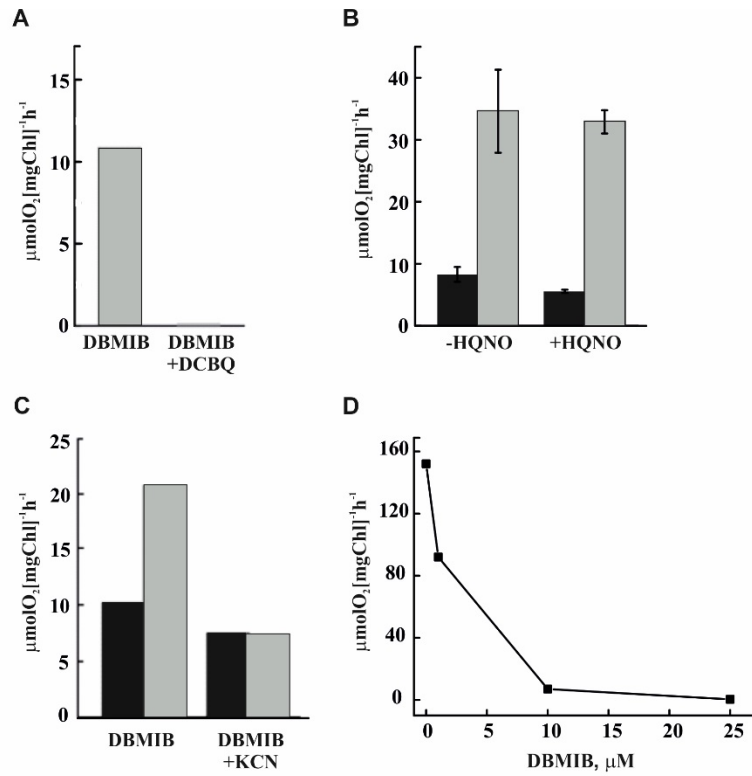 A
μmolO₂[mgChl]⁻¹h⁻¹
15
10
5
0
DBMIB
DBMIB
+DCBQ
B
μmolO₂[mgChl]⁻¹h⁻¹
40
30
20
10
0
-HQNO
+HQNO
C
μmolO₂[mgChl]⁻¹h⁻¹
25
20
15
10
5
0
DBMIB
DBMIB
+KCN
D
μmolO₂[mgChl]⁻¹h⁻¹
160
120
80
40
0
0 5 10 15 20 25
DBMIB, μM